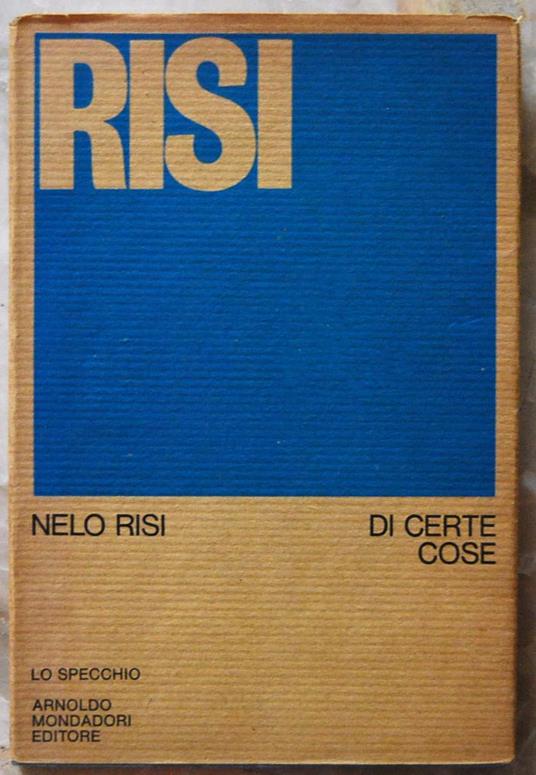 RISI
NELO RISI
DI CERTE
COSE
LO SPECCHIO
ARNOLDO
MONDADORI
EDITORE